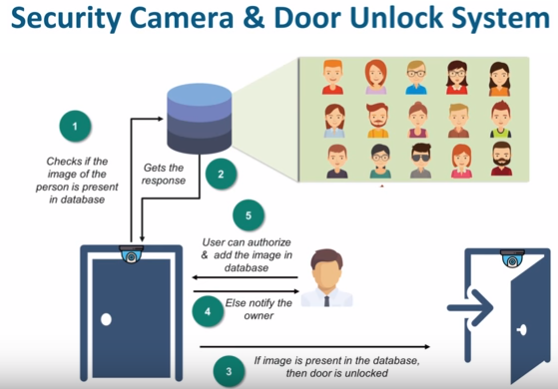 Security Camera & Door Unlock System
1
Checks if the
image of the
person is present
in database
Gets the
response
2
5
User can authorize
& add the image in
database
4
Else notify the
owner
3
If image is present in the database,
then door is unlocked